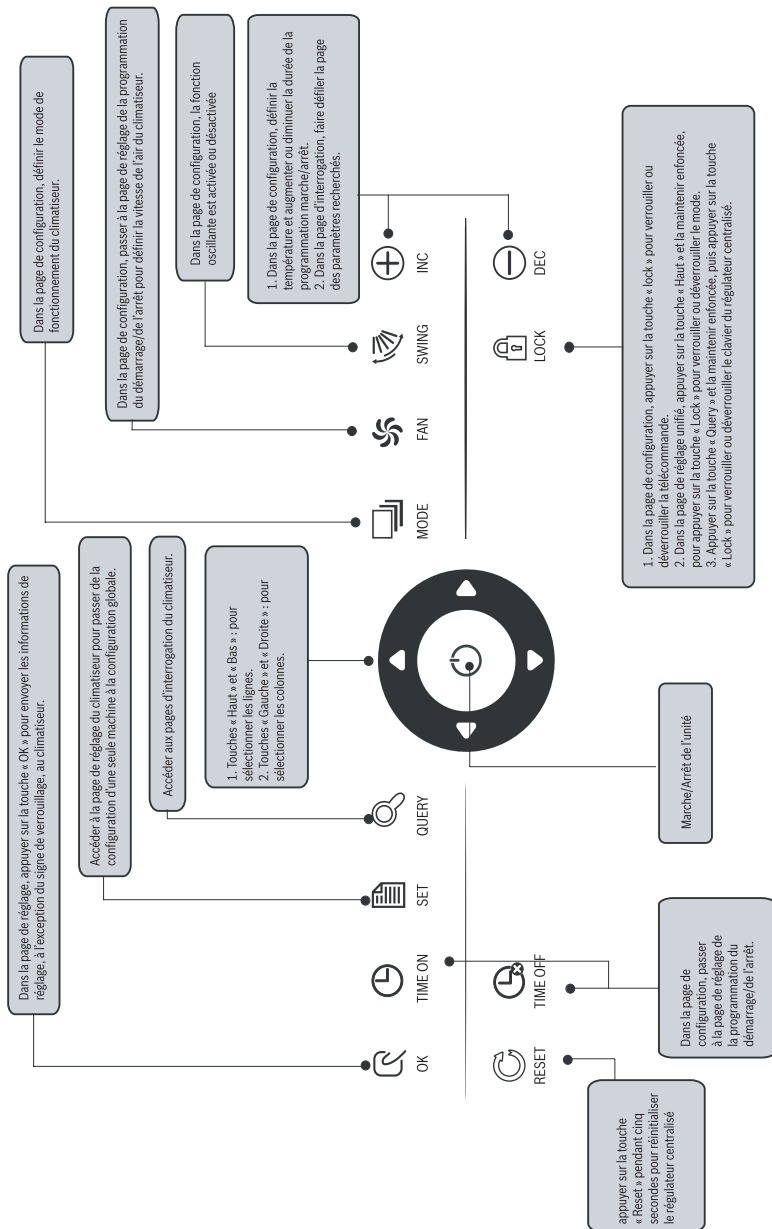 Dans la page de réglage, appuyer sur la touche « OK » pour envoyer les informations de
réglage, à l'exception du signe de verrouillage, au climatiseur.
Accéder à la page de réglage du climatiseur pour passer de la
configuration d'une seule machine à la configuration globale.
Accéder aux pages d'interrogation du climatiseur.
1. Touches « Haut » et « Bas » : pour
sélectionner les lignes.
2. Touches « Gauche » et « Droite » : pour
sélectionner les colonnes.
Dans la page de configuration, définir le mode de
fonctionnement du climatiseur.
Dans la page de configuration, passer à la page de réglage de la programmation
du démarrage/de l'arrêt pour définir la vitesse de l'air du climatiseur.
Dans la page de configuration, la fonction
oscillante est activée ou désactivée
1. Dans la page de configuration, définir la
température et augmenter ou diminuer la durée de la
programmation marche/arrêt.
2. Dans la page d'interrogation, faire défiler la page
des paramètres recherchés.
OK
TIME ON
SET
QUERY
MODE
FAN
SWING
INC
RESET
TIME OFF
LOCK
DEC
appuyer sur la touche
« Reset » pendant cinq
secondes pour réinitialiser
le régulateur centralisé
Dans la page de
configuration, passer
à la page de réglage de
la programmation du
démarrage/de l'arrêt.
Marche/Arrêt de l'unité
1. Dans la page de configuration, appuyer sur la touche « lock » pour verrouiller ou
déverrouiller la télécommande.
2. Dans la page de réglage unifié, appuyer sur la touche « Haut » et la maintenir enfoncée,
pour appuyer sur la touche « Lock » pour verrouiller ou déverrouiller le mode.
3. Appuyer sur la touche « Query » et la maintenir enfoncée, puis appuyer sur la touche
« Lock » pour verrouiller ou déverrouiller le clavier du régulateur centralisé.